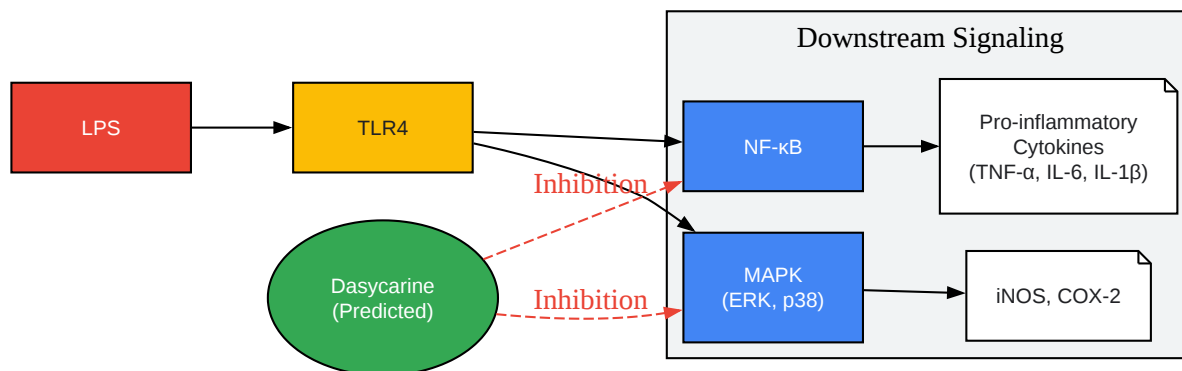 Downstream Signaling
LPS
TLR4
NF-κB
Pro-inflammatory
Cytokines
(TNF-α, IL-6, IL-1β)
Inhibition
Dasycarine
(Predicted)
Inhibition
MAPK
(ERK, p38)
iNOS, COX-2